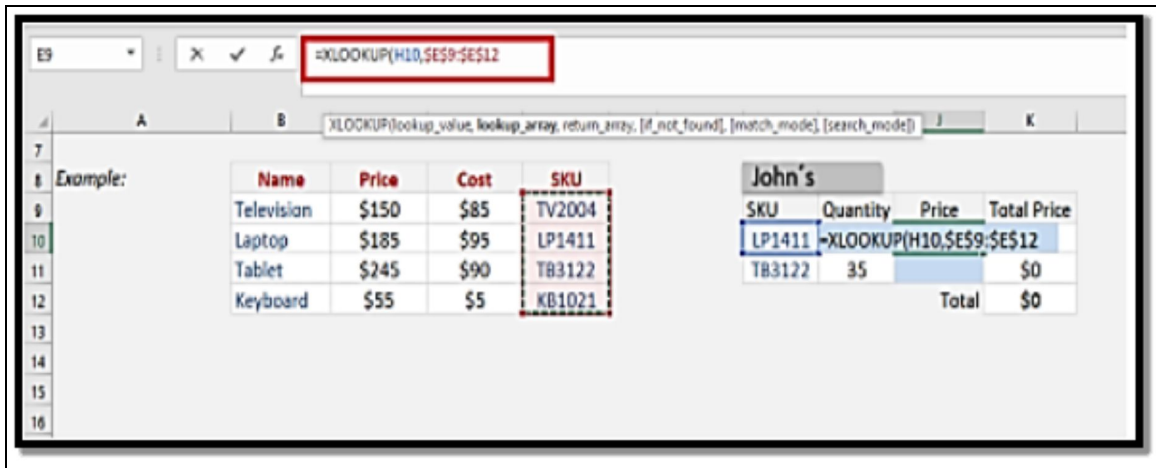 E9 =XLOOKUP(H10,$E$9:$E$12
XLOOKUP(lookup_value, lookup_array, return_array, [if_not_found], [match_mode], [search_mode])
A B J K
7
8 Example: Name Price Cost SKU John´s
9 Television $150 $85 TV2004 SKU Quantity Price Total Price
10 Laptop $185 $95 LP1411 LP1411 =XLOOKUP(H10,$E$9:$E$12
11 Tablet $245 $90 TB3122 TB3122 35 $0
12 Keyboard $55 $5 KB1021 Total $0
13
14
15
16